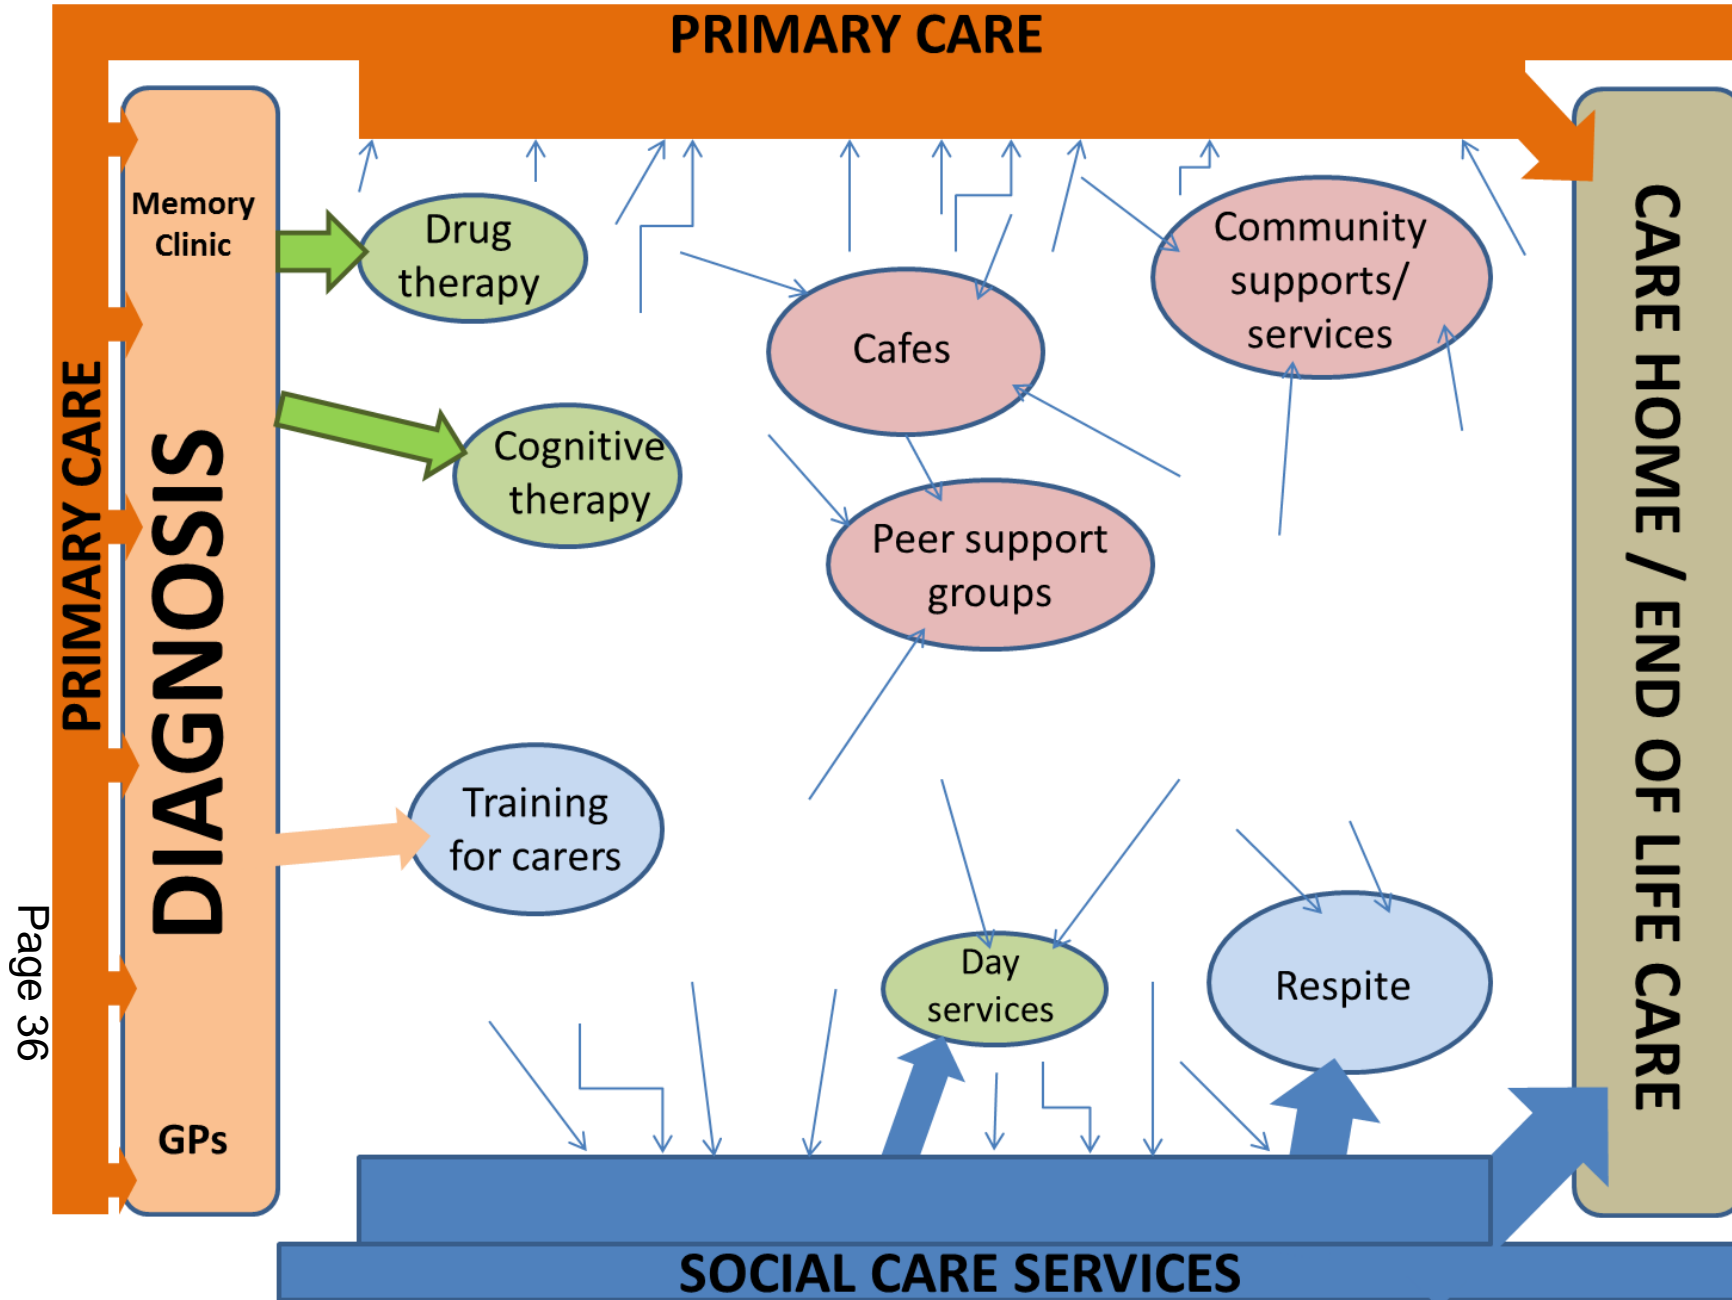 PRIMARY CARE
PRIMARY CARE
Memory
Clinic
DIAGNOSIS
GPs
Drug
therapy
Cognitive
therapy
Training
for carers
Cafes
Peer support
groups
Community
supports/
services
Day
services
Respite
CARE HOME / END OF LIFE CARE
SOCIAL CARE SERVICES
Page 36